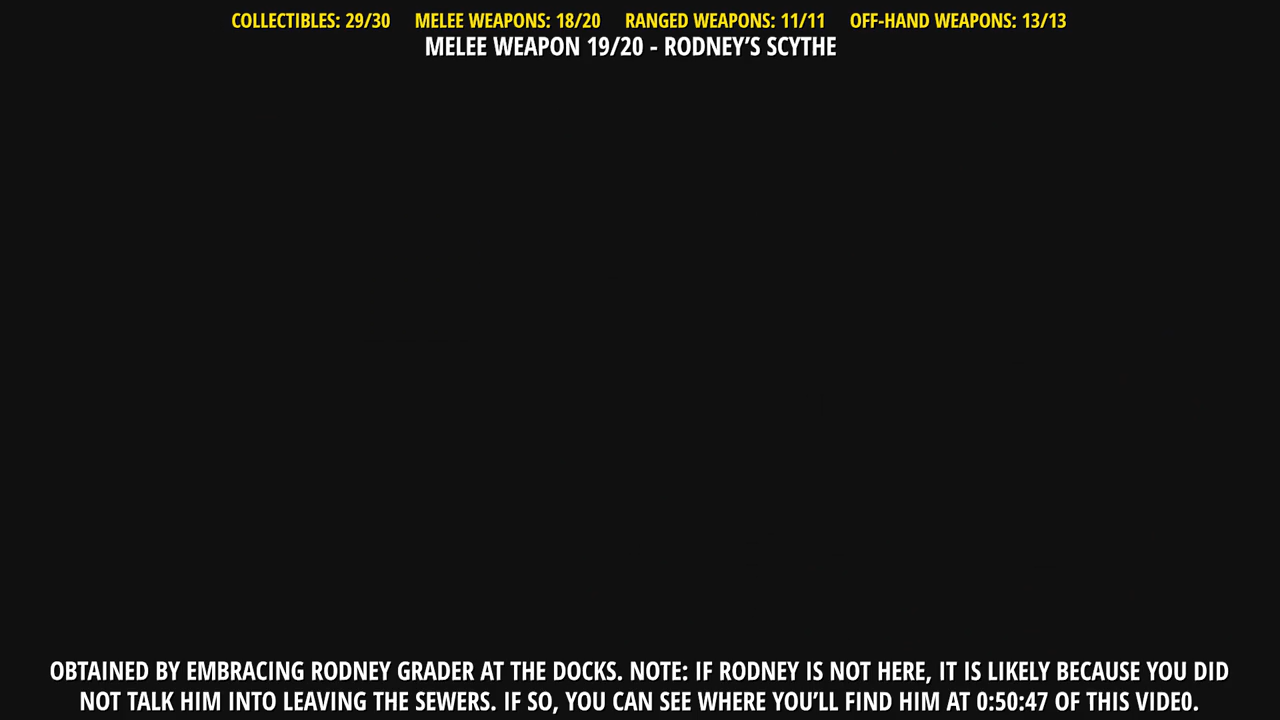 COLLECTIBLES: 29/30 MELEE WEAPONS: 18/20 RANGED WEAPONS: 11/11 OFF-HAND WEAPONS: 13/13
MELEE WEAPON 19/20 - RODNEY'S SCYTHE
OBTAINED BY EMBRACING RODNEY GRADER AT THE DOCKS. NOTE: IF RODNEY IS NOT HERE, IT IS LIKELY BECAUSE YOU DID
NOT TALK HIM INTO LEAVING THE SEWERS. IF SO, YOU CAN SEE WHERE YOU'LL FIND HIM AT 0:50:47 OF THIS VIDE0.